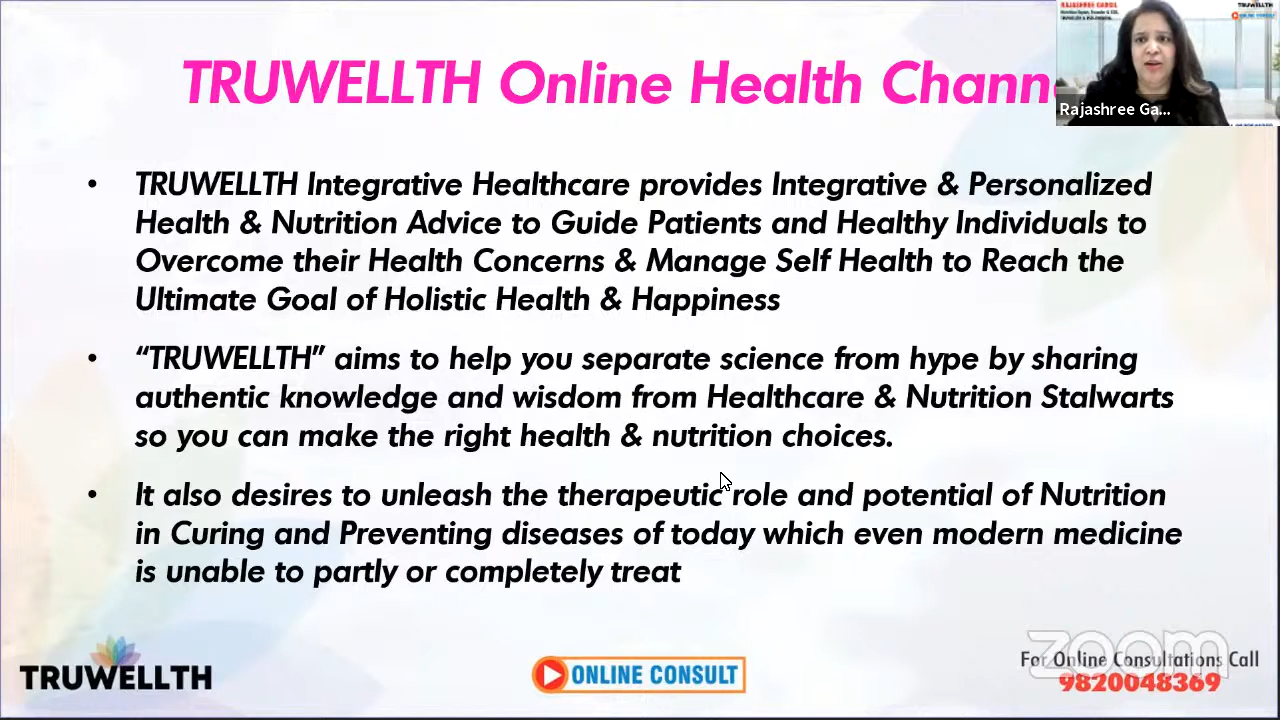 TRUWELLTH Online Health Chann
RAJASHREE GADGIL
TRUWELLTH
ONLINE CONSULT
Rajashree Ga...
• TRUWELLTH Integrative Healthcare provides Integrative & Personalized
Health & Nutrition Advice to Guide Patients and Healthy Individuals to
Overcome their Health Concerns & Manage Self Health to Reach the
Ultimate Goal of Holistic Health & Happiness
• “TRUWELLTH” aims to help you separate science from hype by sharing
authentic knowledge and wisdom from Healthcare & Nutrition Stalwarts
so you can make the right health & nutrition choices.
• It also desires to unleash the therapeutic role and potential of Nutrition
in Curing and Preventing diseases of today which even modern medicine
is unable to partly or completely treat
TRUWELLTH
ONLINE CONSULT
zoom
For Online Consultations Call
9820048369